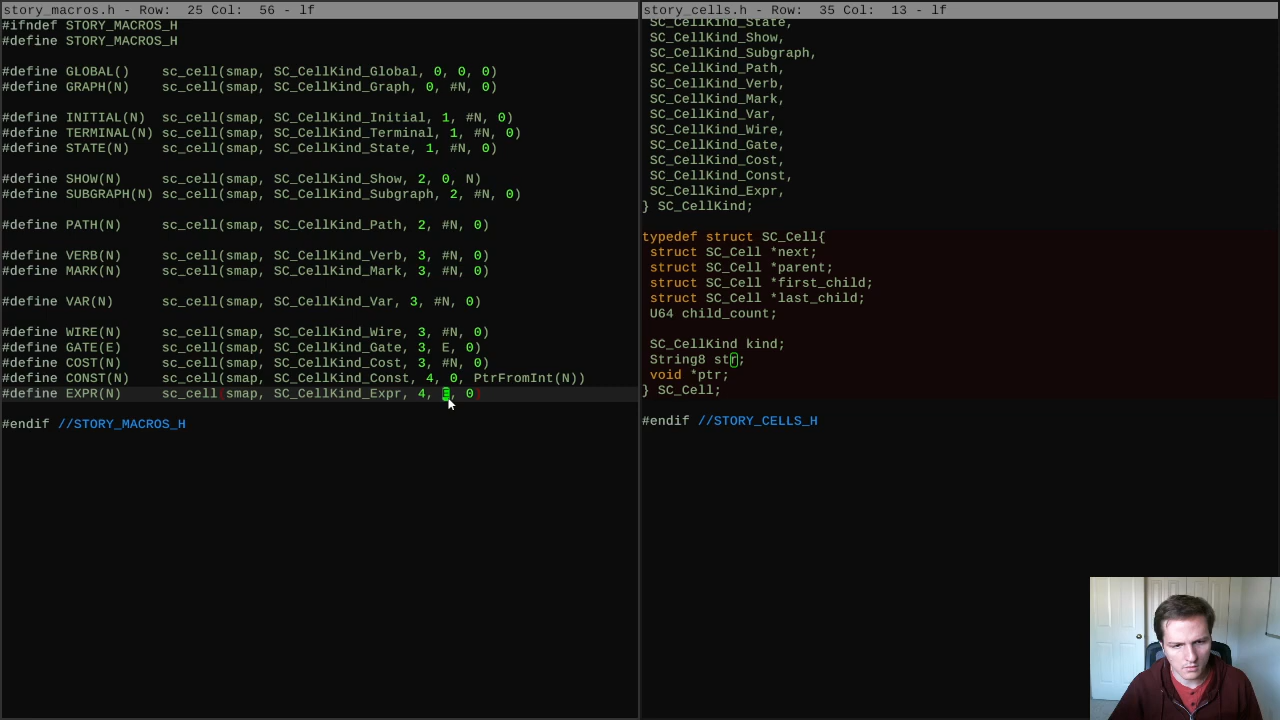 story_macros.h - Row:  25 Col:  56 - lf
#ifndef STORY_MACROS_H
#define STORY_MACROS_H
#define GLOBAL()    sc_cell(smap, SC_CellKind_Global, 0, 0, 0)
#define GRAPH(N)    sc_cell(smap, SC_CellKind_Graph, 0, #N, 0)
#define INITIAL(N)  sc_cell(smap, SC_CellKind_Initial, 1, #N, 0)
#define TERMINAL(N) sc_cell(smap, SC_CellKind_Terminal, 1, #N, 0)
#define STATE(N)    sc_cell(smap, SC_CellKind_State, 1, #N, 0)
#define SHOW(N)     sc_cell(smap, SC_CellKind_Show, 2, 0, N)
#define SUBGRAPH(N) sc_cell(smap, SC_CellKind_Subgraph, 2, #N, 0)
#define PATH(N)     sc_cell(smap, SC_CellKind_Path, 2, #N, 0)
#define VERB(N)     sc_cell(smap, SC_CellKind_Verb, 3, #N, 0)
#define MARK(N)     sc_cell(smap, SC_CellKind_Mark, 3, #N, 0)
#define VAR(N)      sc_cell(smap, SC_CellKind_Var, 3, #N, 0)
#define WIRE(N)     sc_cell(smap, SC_CellKind_Wire, 3, #N, 0)
#define GATE(E)     sc_cell(smap, SC_CellKind_Gate, 3, E, 0)
#define COST(N)     sc_cell(smap, SC_CellKind_Cost, 3, #N, 0)
#define CONST(N)    sc_cell(smap, SC_CellKind_Const, 4, 0, PtrFromInt(N))
#define EXPR(N)     sc_cell(smap, SC_CellKind_Expr, 4, E, 0)
#endif //STORY_MACROS_H
story_cells.h - Row:  35 Col:  13 - lf
SC_CellKind_State,
SC_CellKind_Show,
SC_CellKind_Subgraph,
SC_CellKind_Path,
SC_CellKind_Verb,
SC_CellKind_Mark,
SC_CellKind_Var,
SC_CellKind_Wire,
SC_CellKind_Gate,
SC_CellKind_Cost,
SC_CellKind_Const,
SC_CellKind_Expr,
} SC_CellKind;
typedef struct SC_Cell{
struct SC_Cell *next;
struct SC_Cell *parent;
struct SC_Cell *first_child;
struct SC_Cell *last_child;
U64 child_count;
SC_CellKind kind;
String8 str;
void *ptr;
} SC_Cell;
#endif //STORY_CELLS_H